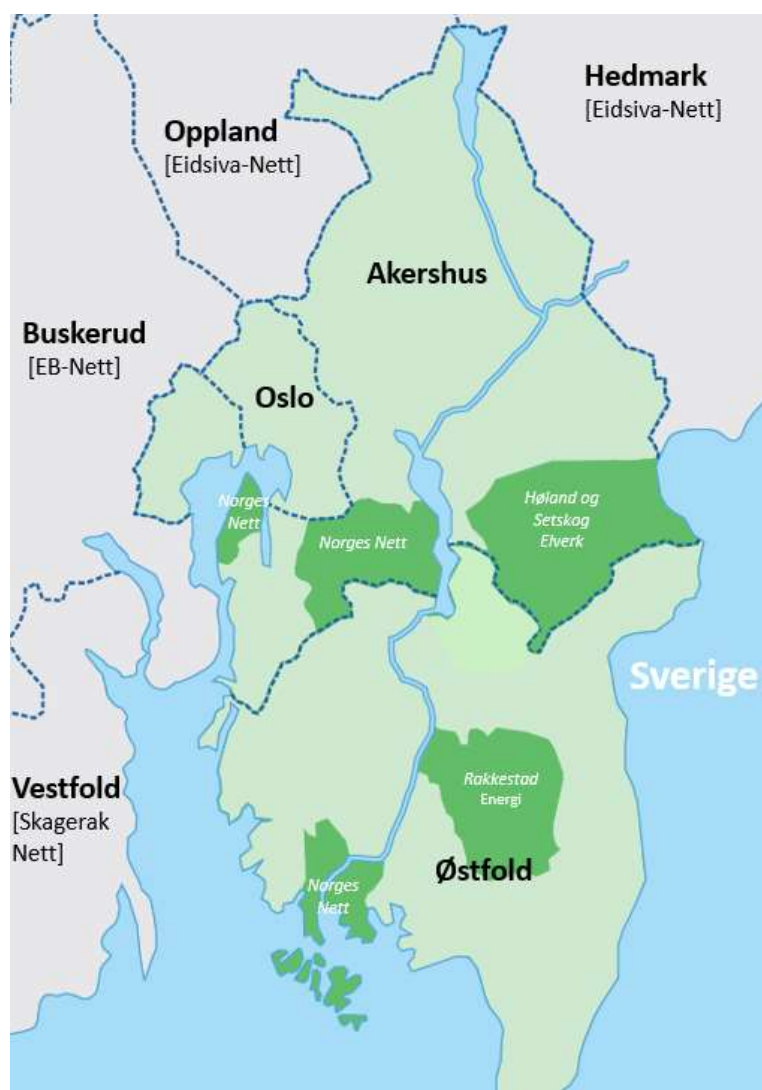 Hedmark
[Eidsiva-Nett]
Oppland
[Eidsiva-Nett]
Akershus
Buskerud
[EB-Nett]
Oslo
Norges
Nett
Norges Nett
Høland og
Setskog
Elverk
Sverige
Vestfold
[Skagerak
Nett]
Rakkestad
Energi
Østfold
Norges
Nett